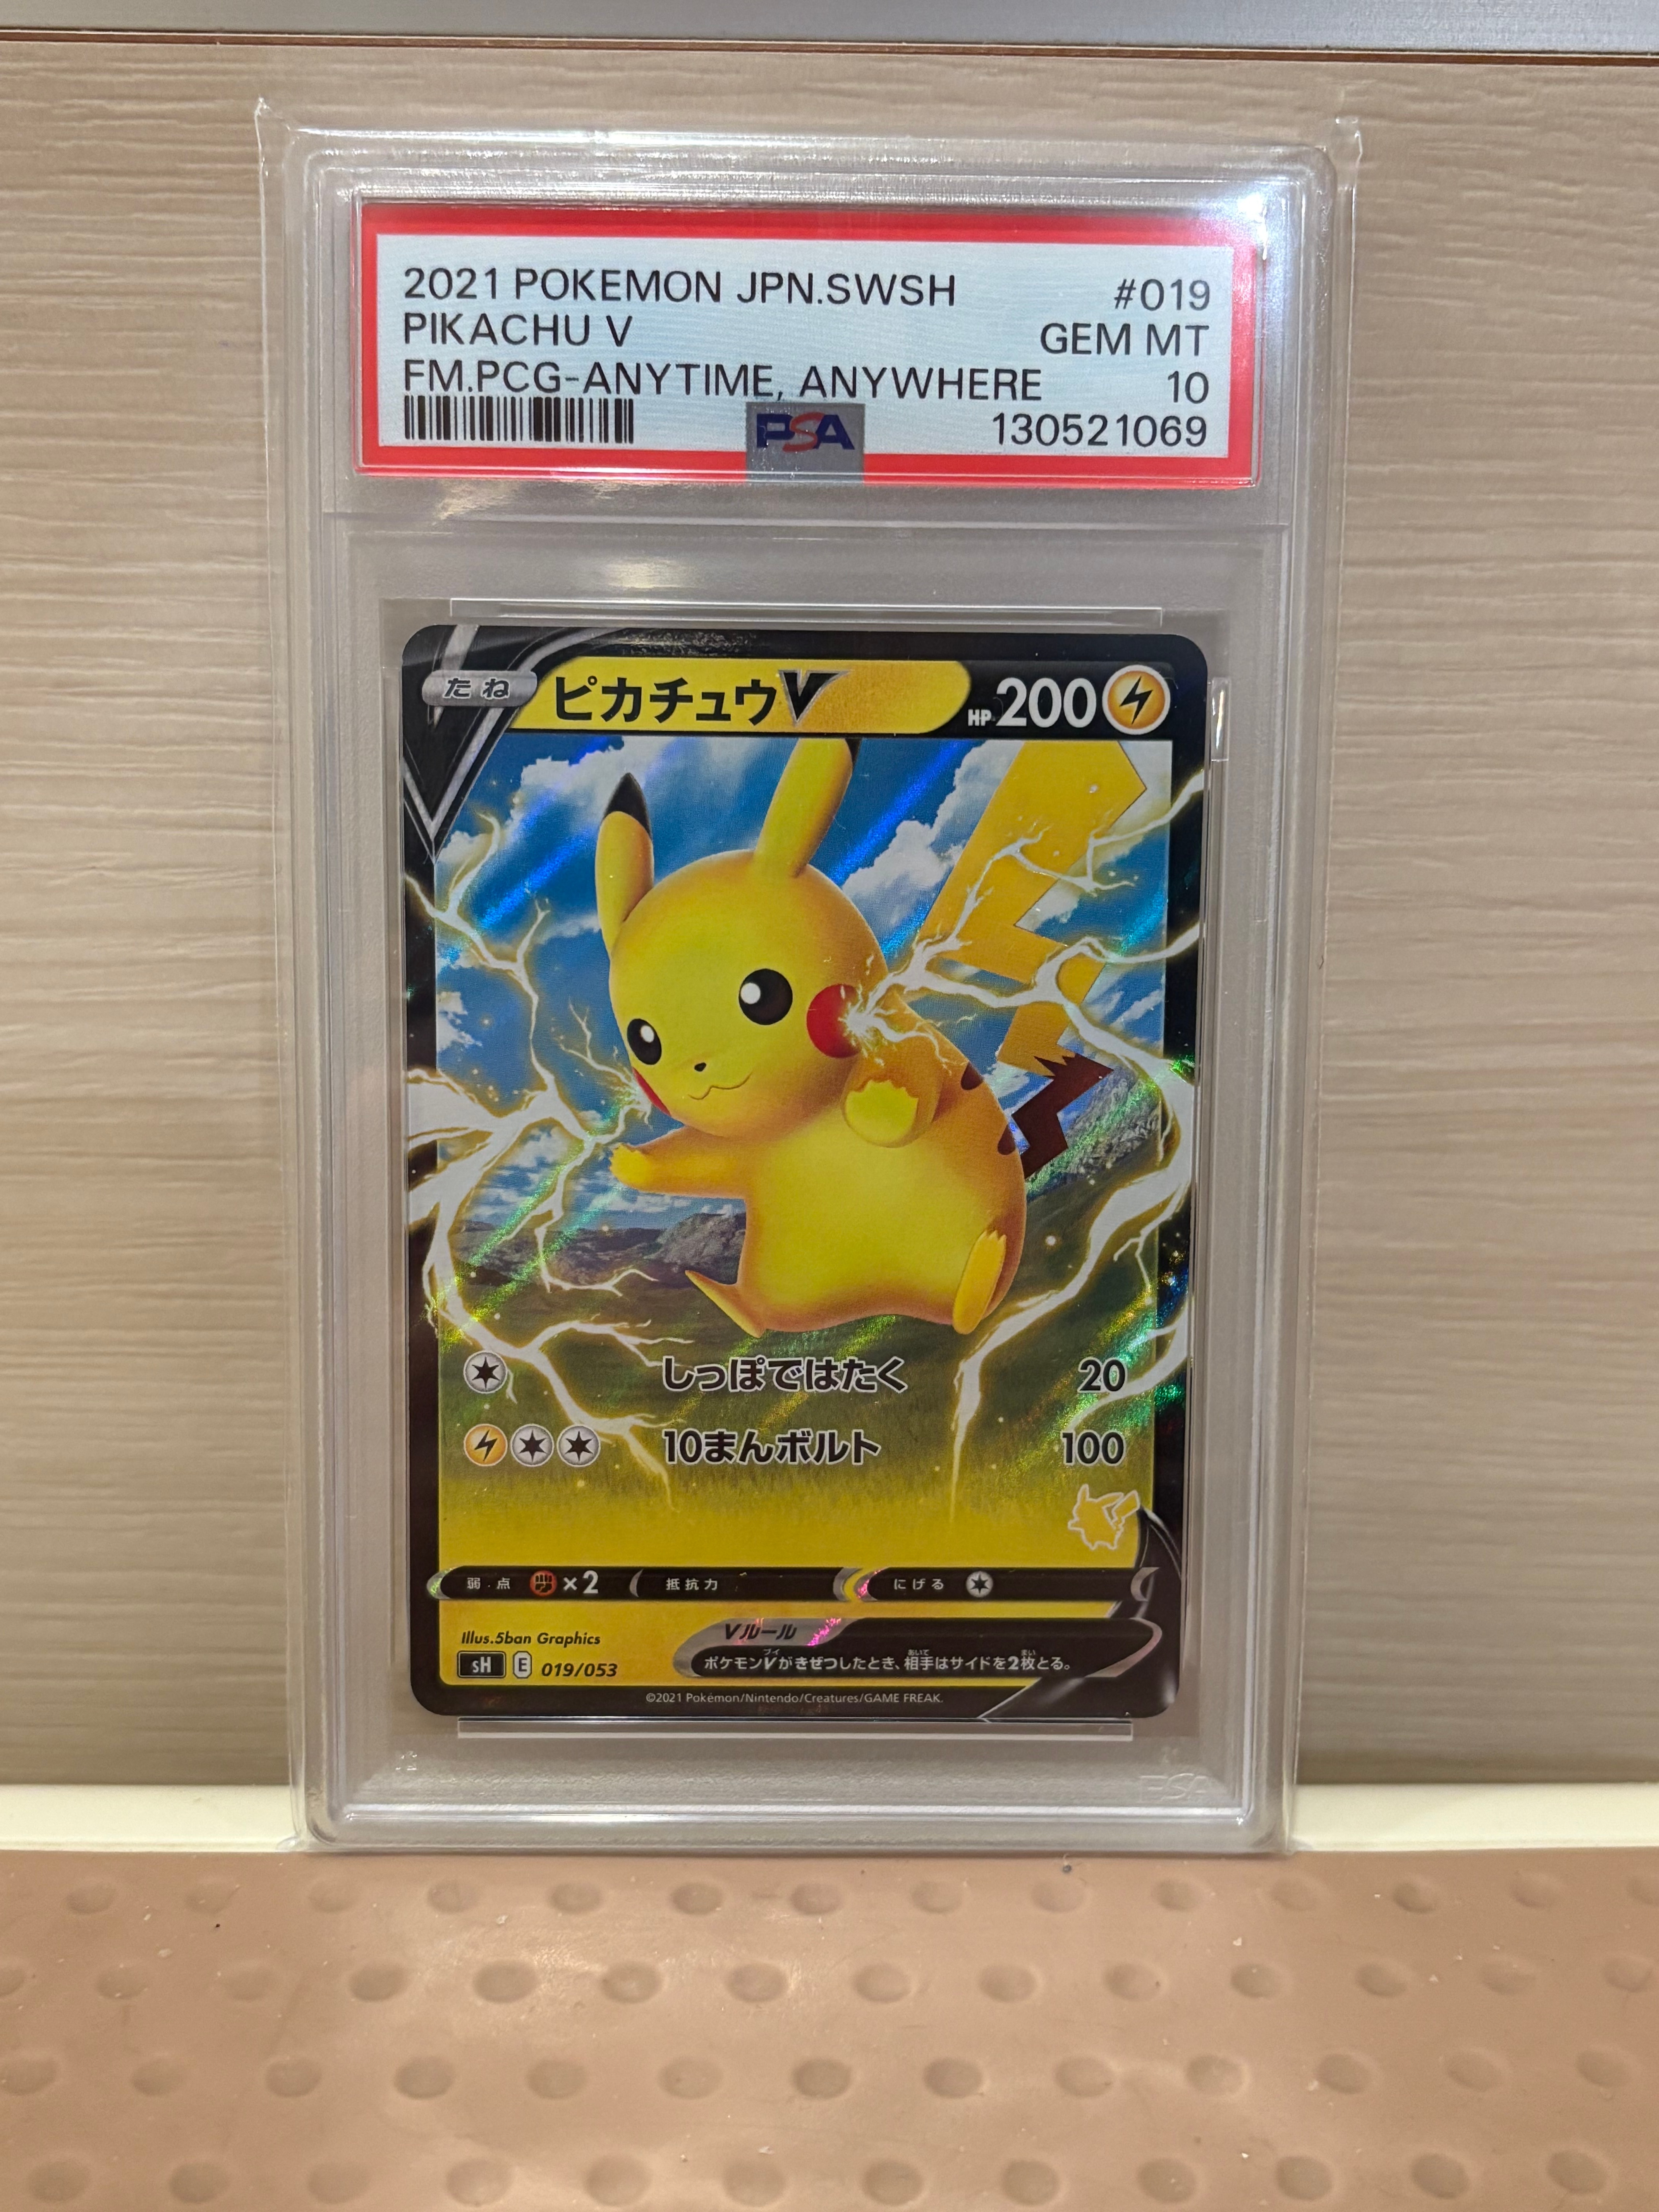 2021 POKEMON JPN.SWSH #019
PIKACHU V GEM MT
FM.PCG-ANYTIME, ANYWHERE 10
PSA 130521069
たね ピカチュウV HP 200
しっぽではたく 20
10まんボルト 100
弱点 ×2 抵抗力 にげる
Illus.5ban Graphics
Vルール
sH E 019/053
ポケモンVがきぜつしたとき、相手はサイドを2枚とる。
©2021 Pokémon/Nintendo/Creatures/GAME FREAK.
PSA